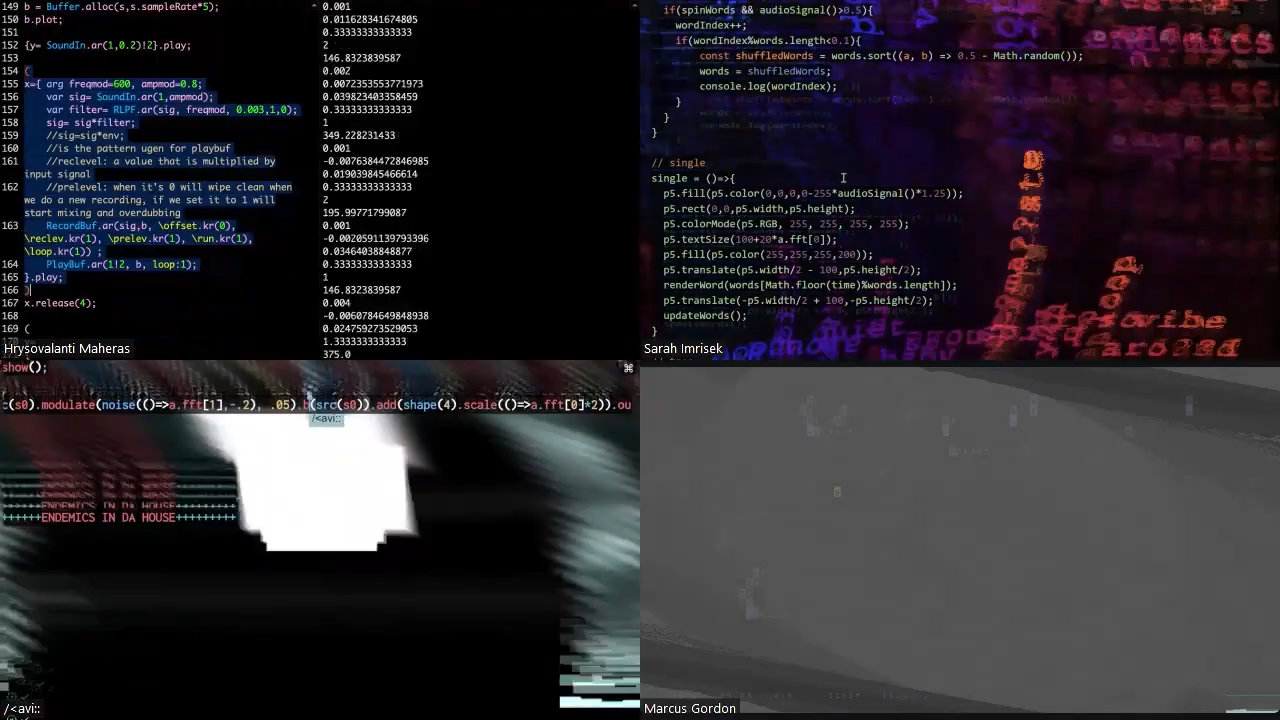 149 b = Buffer.alloc(s,s.sampleRate*5);
150 b.plot;
151
152 {y= SoundIn.ar(1,0.2)!2}.play;
153
154 (
155 x={ arg freqmod=600, ampmod=0.8;
156 var sig= SoundIn.ar(1,ampmod);
157 var filter= RLPF.ar(sig, freqmod, 0.003,1,0);
158 sig= sig*filter;
159 //sig=sig*env;
160 //is the pattern ugen for playbuf
161 //reclevel: a value that is multiplied by
input signal
162 //prelevel: when it's 0 will wipe clean when
we do a new recording, if we set it to 1 will
start mixing and overdubbing
163 RecordBuf.ar(sig,b, \offset.kr(0),
\reclev.kr(1), \prelev.kr(1), \run.kr(1),
\loop.kr(1)) ;
164 PlayBuf.ar(1!2, b, loop:1);
165 }.play;
166 )
167 x.release(4);
168
169 (
0.001
0.011628341674805
0.33333333333333
2
146.8323839587
0.002
0.0072353553771973
0.039823403358459
0.33333333333333
1
349.228231433
0.001
-0.0076384472846985
0.019039845466614
0.33333333333333
2
195.99771799087
0.001
-0.0020591139793396
0.03464038848877
0.33333333333333
1
146.8323839587
0.004
-0.0060784649848938
0.024759273529053
1.3333333333333
375.0
Hrysovalanti Maheras
if(spinWords && audioSignal()>0.5){
wordIndex++;
if(wordIndex%words.length<0.1){
const shuffledWords = words.sort((a, b) => 0.5 - Math.random());
words = shuffledWords;
console.log(wordIndex);
}
}
}
// single
single = ()=>{
p5.fill(p5.color(0,0,0,0-255*audioSignal()*1.25));
p5.rect(0,0,p5.width,p5.height);
p5.colorMode(p5.RGB, 255, 255, 255, 255);
p5.textSize(100+20*a.fft[0]);
p5.fill(p5.color(255,255,255,200));
p5.translate(p5.width/2 - 100,p5.height/2);
renderWord(words[Math.floor(time)%words.length]);
p5.translate(-p5.width/2 + 100,-p5.height/2);
updateWords();
}
Sarah Imrisek
show();
⌘
c(s0).modulate(noise(()=>a.fft[1],-.2), .05).b(src(s0)).add(shape(4).scale(()=>a.fft[0]*2)).ou
/<avi::
++++++ENDEMICS IN DA HOUSE+++++++++
/<avi::
Marcus Gordon